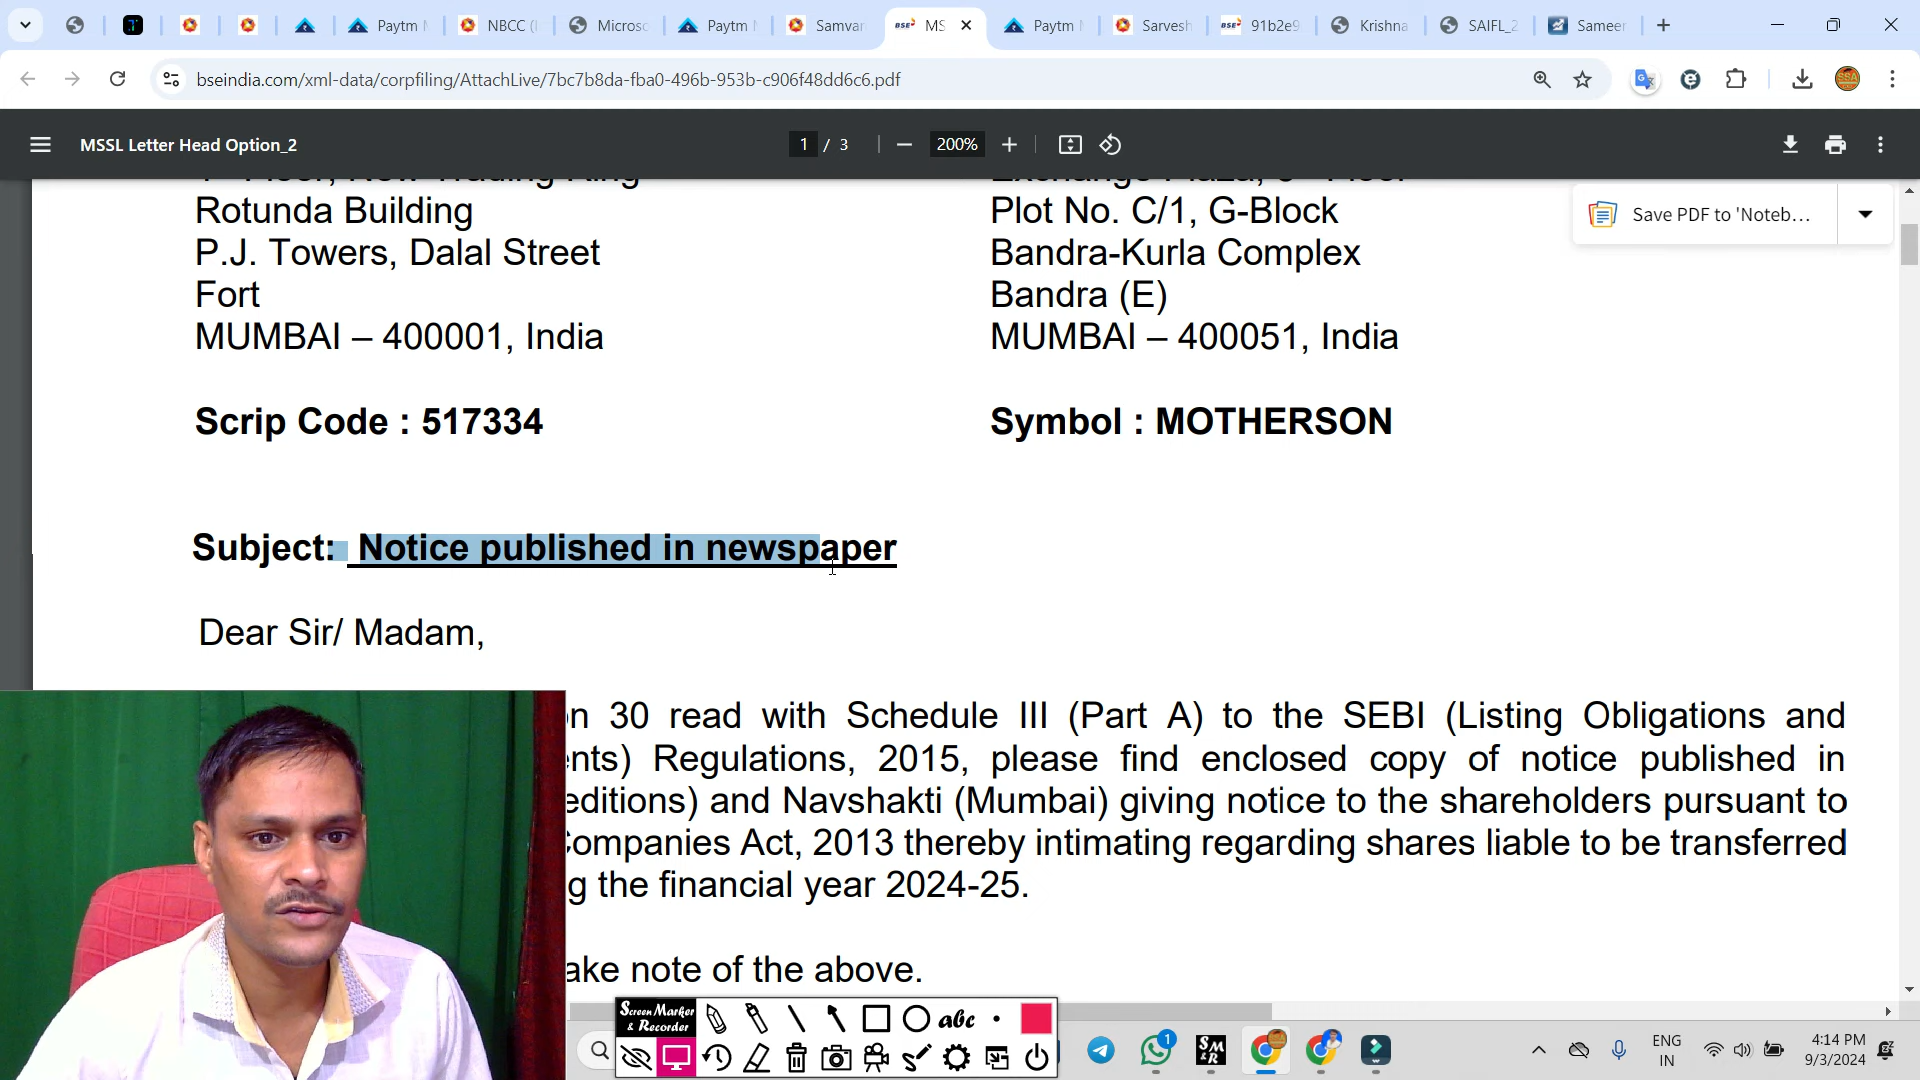 Paytm
NBCC (I
Microso
Paytm
Samvar
BSE
MS
Paytm
Sarvesh
BSE
91b2e9
Krishna
SAIFL_2
Sameer
bseindia.com/xml-data/corpfiling/AttachLive/7bc7b8da-fba0-496b-953b-c906f48dd6c6.pdf
MSSL Letter Head Option_2
1 / 3
200%
Save PDF to 'Noteb...
Rotunda Building
P.J. Towers, Dalal Street
Fort
MUMBAI – 400001, India
Plot No. C/1, G-Block
Bandra-Kurla Complex
Bandra (E)
MUMBAI – 400051, India
Scrip Code : 517334
Symbol : MOTHERSON
Subject: Notice published in newspaper
Dear Sir/ Madam,
on 30 read with Schedule III (Part A) to the SEBI (Listing Obligations and
ents) Regulations, 2015, please find enclosed copy of notice published in
editions) and Navshakti (Mumbai) giving notice to the shareholders pursuant to
Companies Act, 2013 thereby intimating regarding shares liable to be transferred
g the financial year 2024-25.
ake note of the above.
Screen Marker
& Recorder
abc
SM
&R
1
ENG
IN
4:14 PM
9/3/2024